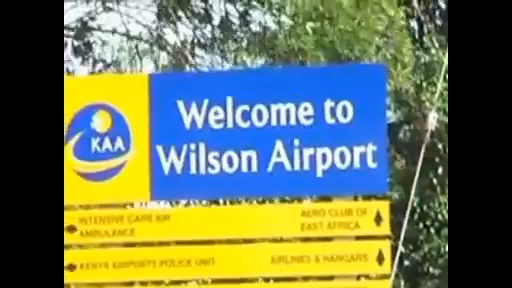 KAA
Welcome to
Wilson Airport
INTENSIVE CARE AIR
AMBULANCE
AERO CLUB OF
EAST AFRICA
KENYA AIRPORTS POLICE UNIT
AIRLINES & HANGARS